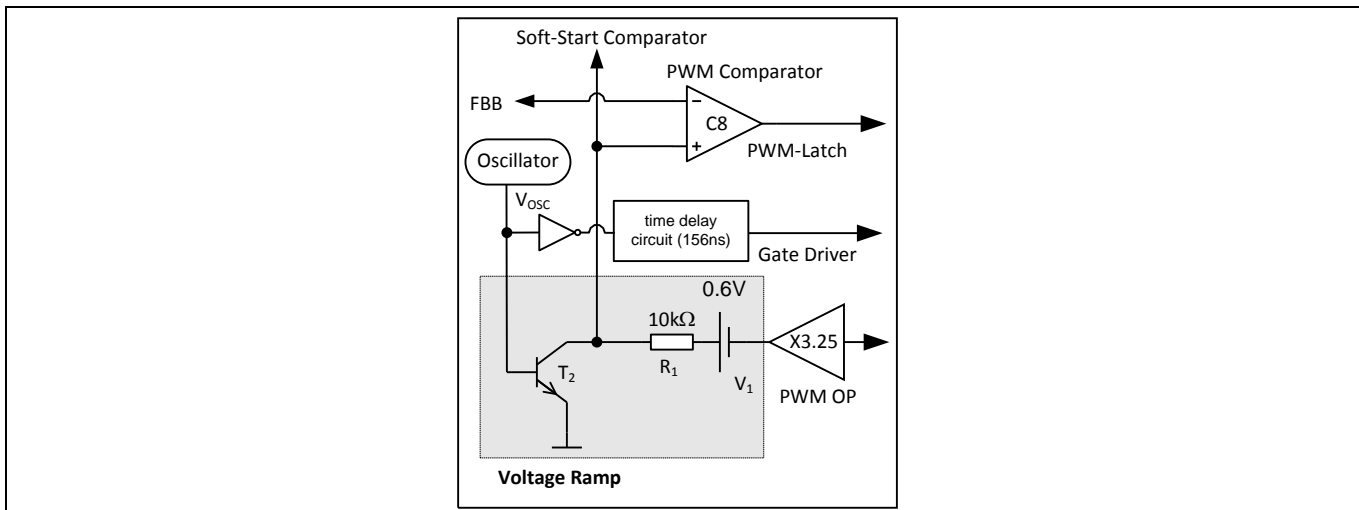 Soft-Start Comparator
PWM Comparator
FBB
−
C8
+
PWM-Latch
Oscillator
VOSC
time delay
circuit (156ns)
Gate Driver
0.6V
10kΩ
X3.25
R1
T2
V1
PWM OP
Voltage Ramp